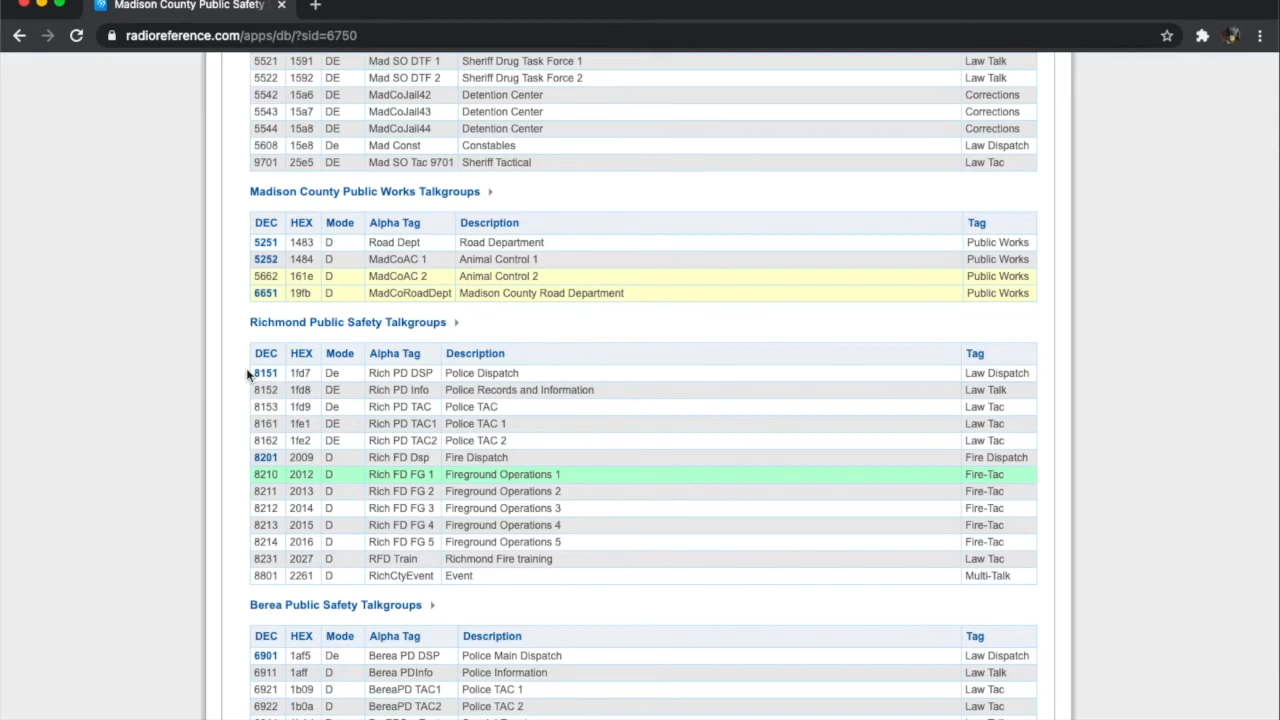 Madison County Public Safety
radioreference.com/apps/db/?sid=6750
5521 1591 DE Mad SO DTF 1 Sheriff Drug Task Force 1 Law Talk
5522 1592 DE Mad SO DTF 2 Sheriff Drug Task Force 2 Law Talk
5542 15a6 DE MadCoJail42 Detention Center Corrections
5543 15a7 DE MadCoJail43 Detention Center Corrections
5544 15a8 DE MadCoJail44 Detention Center Corrections
5608 15e8 De Mad Const Constables Law Dispatch
9701 25e5 DE Mad SO Tac 9701 Sheriff Tactical Law Tac
Madison County Public Works Talkgroups
DEC HEX Mode Alpha Tag Description Tag
5251 1483 D Road Dept Road Department Public Works
5252 1484 D MadCoAC 1 Animal Control 1 Public Works
5662 161e D MadCoAC 2 Animal Control 2 Public Works
6651 19fb D MadCoRoadDept Madison County Road Department Public Works
Richmond Public Safety Talkgroups
DEC HEX Mode Alpha Tag Description Tag
8151 1fd7 De Rich PD DSP Police Dispatch Law Dispatch
8152 1fd8 DE Rich PD Info Police Records and Information Law Talk
8153 1fd9 De Rich PD TAC Police TAC Law Tac
8161 1fe1 DE Rich PD TAC1 Police TAC 1 Law Tac
8162 1fe2 DE Rich PD TAC2 Police TAC 2 Law Tac
8201 2009 D Rich FD Dsp Fire Dispatch Fire Dispatch
8210 2012 D Rich FD FG 1 Fireground Operations 1 Fire-Tac
8211 2013 D Rich FD FG 2 Fireground Operations 2 Fire-Tac
8212 2014 D Rich FD FG 3 Fireground Operations 3 Fire-Tac
8213 2015 D Rich FD FG 4 Fireground Operations 4 Fire-Tac
8214 2016 D Rich FD FG 5 Fireground Operations 5 Fire-Tac
8231 2027 D RFD Train Richmond Fire training Law Tac
8801 2261 D RichCtyEvent Event Multi-Talk
Berea Public Safety Talkgroups
DEC HEX Mode Alpha Tag Description Tag
6901 1af5 De Berea PD DSP Police Main Dispatch Law Dispatch
6911 1aff D Berea PDInfo Police Information Law Talk
6921 1b09 D BereaPD TAC1 Police TAC 1 Law Tac
6922 1b0a D BereaPD TAC2 Police TAC 2 Law Tac